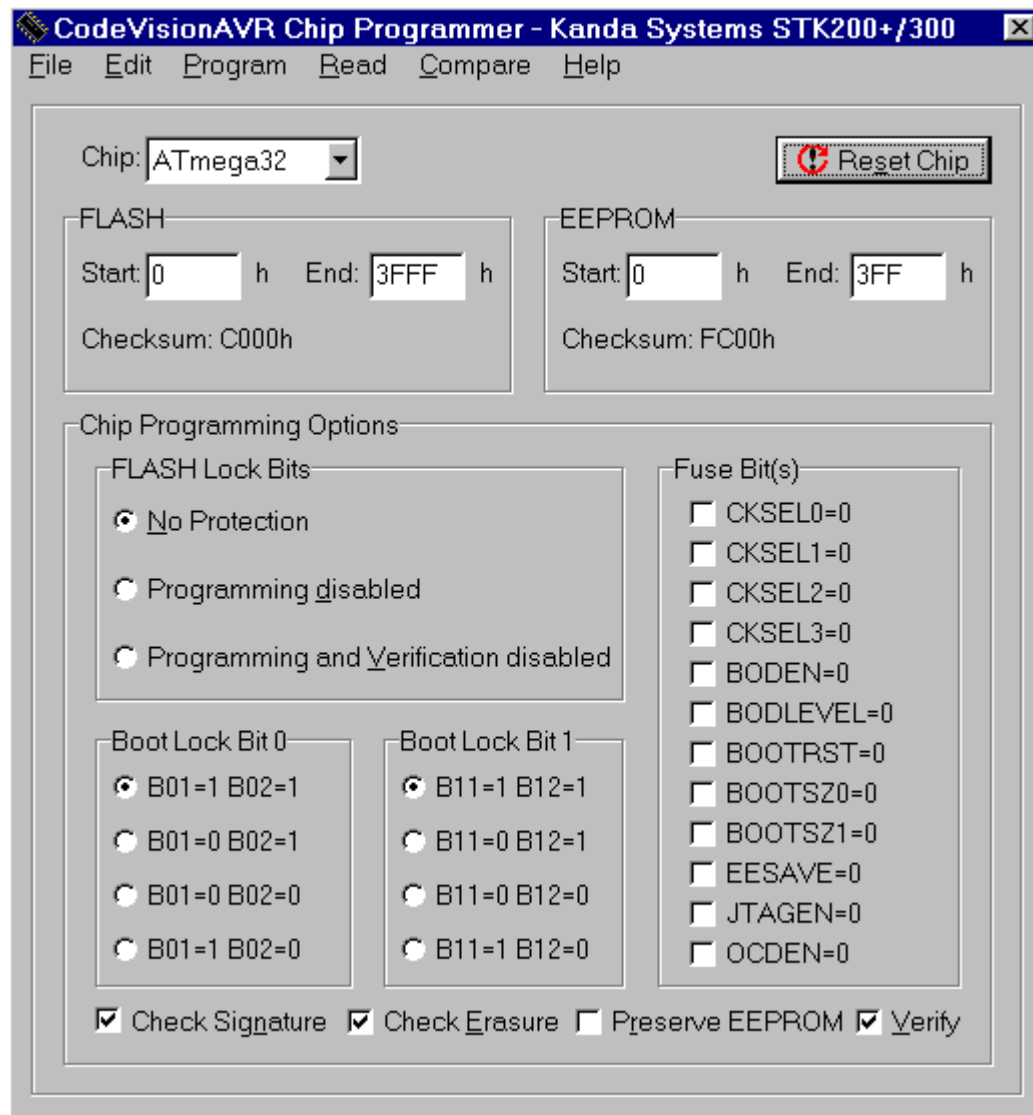 CodeVisionAVR Chip Programmer - Kanda Systems STK200+/300
File Edit Program Read Compare Help
Chip: ATmega32
Reset Chip
FLASH
Start: 0 h End: 3FFF h
Checksum: C000h
EEPROM
Start: 0 h End: 3FF h
Checksum: FC00h
Chip Programming Options
FLASH Lock Bits
No Protection
Programming disabled
Programming and Verification disabled
Boot Lock Bit 0
B01=1 B02=1
B01=0 B02=1
B01=0 B02=0
B01=1 B02=0
Boot Lock Bit 1
B11=1 B12=1
B11=0 B12=1
B11=0 B12=0
B11=1 B12=0
Fuse Bit(s)
CKSEL0=0
CKSEL1=0
CKSEL2=0
CKSEL3=0
BODEN=0
BODLEVEL=0
BOOTRST=0
BOOTSZ0=0
BOOTSZ1=0
EESAVE=0
JTAGEN=0
OCDEN=0
Check Signature Check Erasure Preserve EEPROM Verify